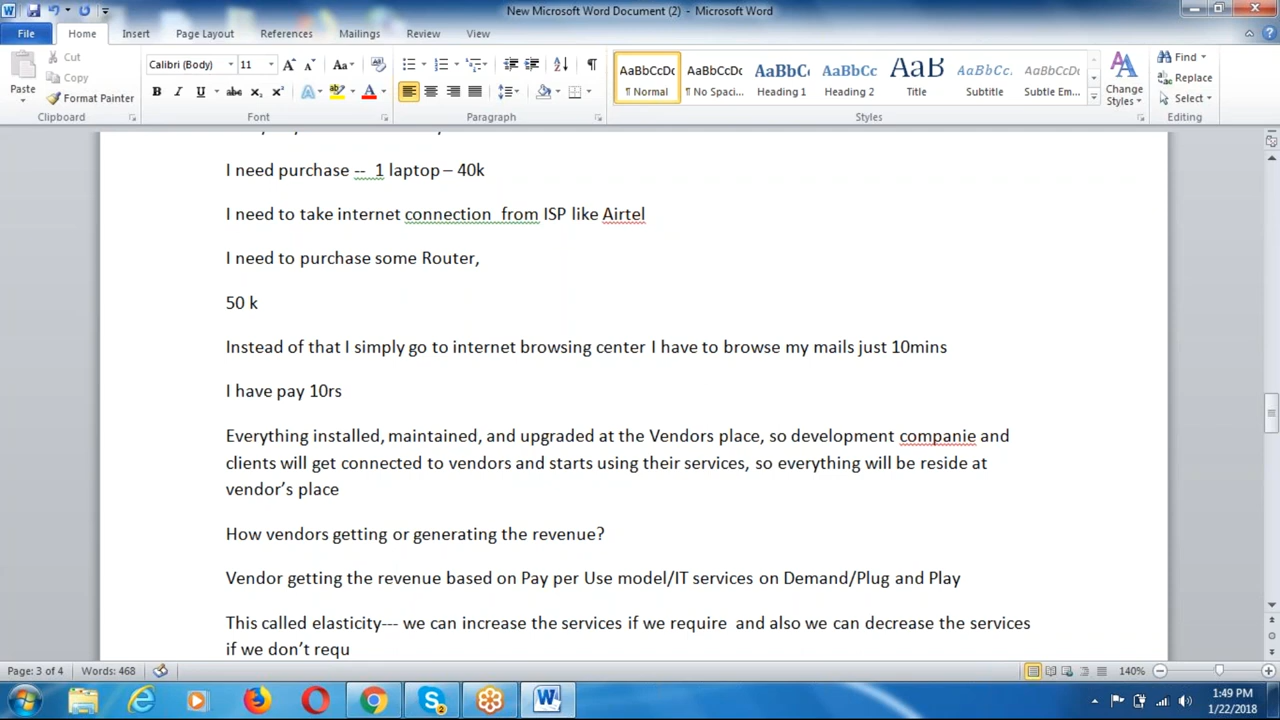 New Microsoft Word Document (2) - Microsoft Word
File Home Insert Page Layout References Mailings Review View
Cut
Copy
Format Painter
Paste
Clipboard
Calibri (Body) 11
Font
Paragraph
AaBbCcDc AaBbCcDc AaBbC AaBbCc AaB AaBbCc. AaBbCcDc
¶ Normal ¶ No Spaci... Heading 1 Heading 2 Title Subtitle Subtle Em...
Styles
Change
Styles
Find
Replace
Select
Editing
I need purchase -- 1 laptop – 40k
I need to take internet connection from ISP like Airtel
I need to purchase some Router,
50 k
Instead of that I simply go to internet browsing center I have to browse my mails just 10mins
I have pay 10rs
Everything installed, maintained, and upgraded at the Vendors place, so development companie and
clients will get connected to vendors and starts using their services, so everything will be reside at
vendor's place
How vendors getting or generating the revenue?
Vendor getting the revenue based on Pay per Use model/IT services on Demand/Plug and Play
This called elasticity--- we can increase the services if we require and also we can decrease the services
if we don't requ
Page: 3 of 4 Words: 468 140%
1:49 PM
1/22/2018